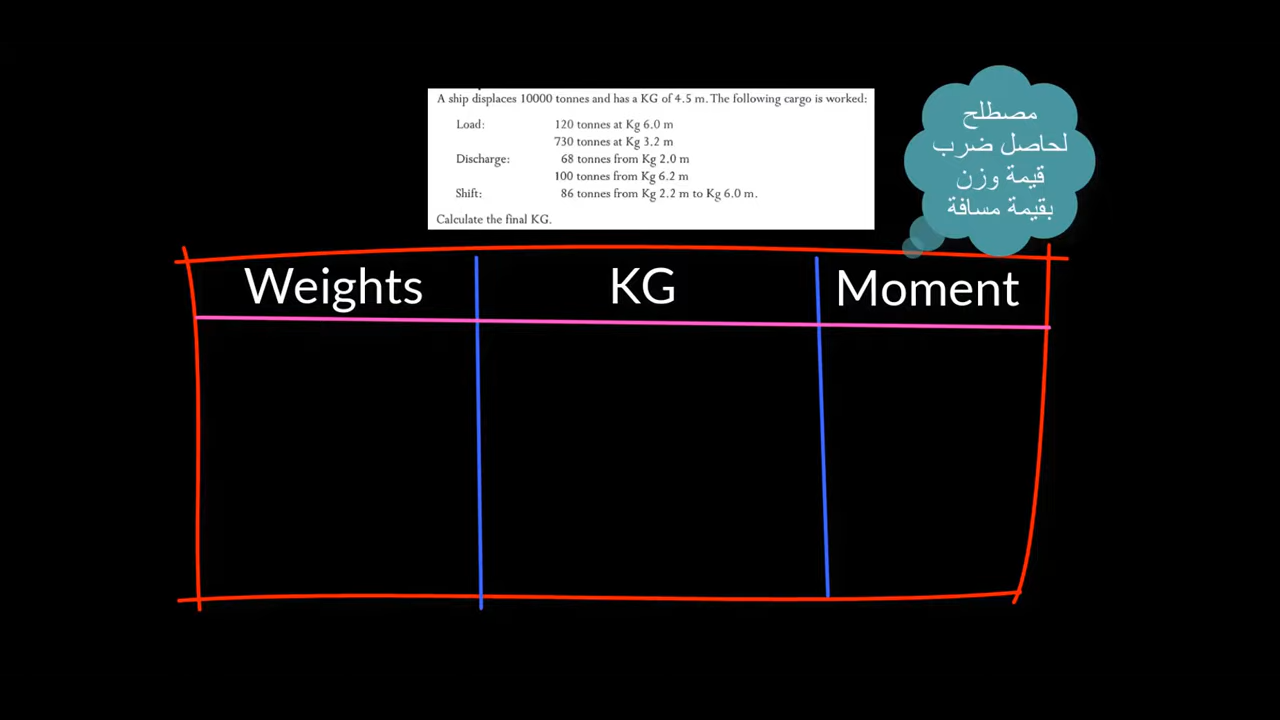 A ship displaces 10000 tonnes and has a KG of 4.5 m. The following cargo is worked:
Load: 120 tonnes at Kg 6.0 m
730 tonnes at Kg 3.2 m
Discharge: 68 tonnes from Kg 2.0 m
100 tonnes from Kg 6.2 m
Shift: 86 tonnes from Kg 2.2 m to Kg 6.0 m.
Calculate the final KG.
مصطلح
لحاصل ضرب
قيمة وزن
بقيمة مسافة
Weights KG Moment